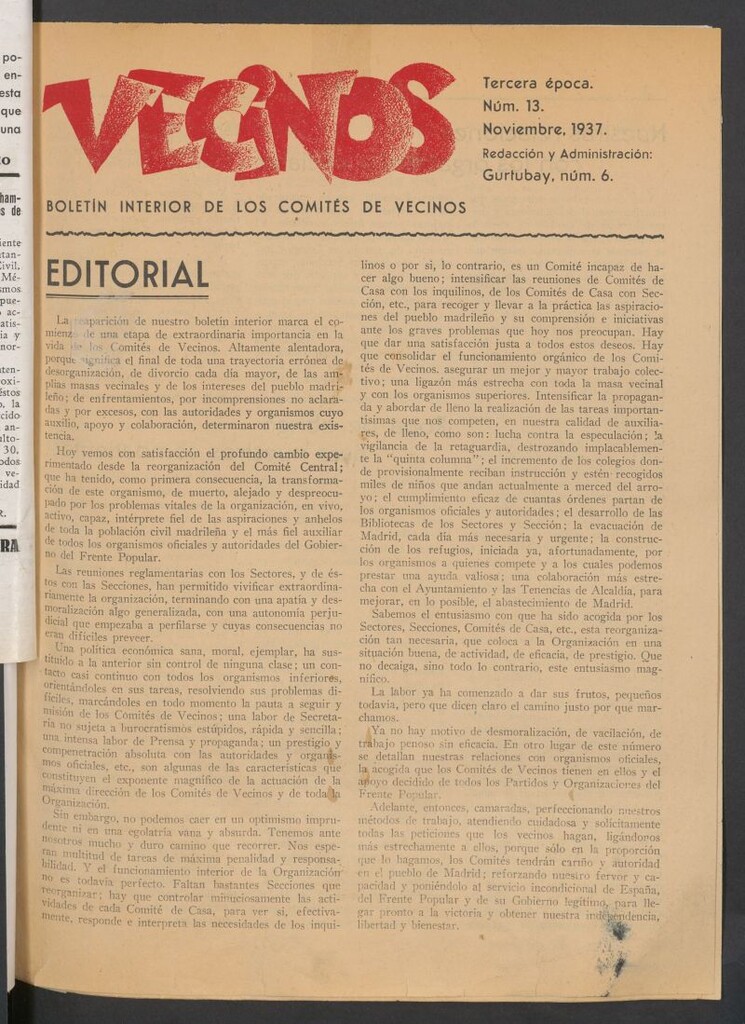 VECINOS
Tercera época.
Núm. 13.
Noviembre, 1937.
Redacción y Administración:
Gurtubay, núm. 6.
BOLETÍN INTERIOR DE LOS COMITÉS DE VECINOS
EDITORIAL
La reaparición de nuestro boletín interior marca el co-
mienzo de una etapa de extraordinaria importancia en la
vida de los Comités de Vecinos. Altamente alentadora,
porque significa el final de toda una trayectoria errónea de
desorganización, de divorcio cada día mayor, de las am-
plias masas vecinales y de los intereses del pueblo madri-
leño; de enfrentamientos, por incomprensiones no aclara-
das y por excesos, con las autoridades y organismos cuyo
auxilio, apoyo y colaboración, determinaron nuestra exis-
tencia.
Hoy vemos con satisfacción el profundo cambio expe-
rimentado desde la reorganización del Comité Central;
que ha tenido, como primera consecuencia, la transforma-
ción de este organismo, de muerto, alejado y despreocu-
pado por los problemas vitales de la organización, en vivo,
activo, capaz, intérprete fiel de las aspiraciones y anhelos
de toda la población civil madrileña y el más fiel auxiliar
de todos los organismos oficiales y autoridades del Gobier-
no del Frente Popular.
Las reuniones reglamentarias con los Sectores, y de és-
tos con las Secciones, han permitido vivificar extraordina-
riamente la organización, terminando con una apatía y des-
moralización algo generalizada, con una autonomía perju-
dicial que empezaba a perfilarse y cuyas consecuencias no
eran difíciles preveer.
Una política económica sana, moral, ejemplar, ha sus-
tituido a la anterior sin control de ninguna clase; un con-
tacto casi continuo con todos los organismos inferiores,
orientándoles en sus tareas, resolviendo sus problemas di-
fíciles, marcándoles en todo momento la pauta a seguir y
misión de los Comités de Vecinos; una labor de Secreta-
ría no sujeta a burocratismos estúpidos, rápida y sencilla;
una intensa labor de Prensa y propaganda; un prestigio y
compenetración absoluta con las autoridades y organis-
mos oficiales, etc., son algunas de las características que
constituyen el exponente magnífico de la actuación de la
máxima dirección de los Comités de Vecinos y de toda la
Organización.
Sin embargo, no podemos caer en un optimismo impru-
dente ni en una egolatría vana y absurda. Tenemos ante
nosotros mucho y duro camino que recorrer. Nos espe-
ran multitud de tareas de máxima penalidad y responsa-
bilidad. Y el funcionamiento interior de la Organización
no es todavía perfecto. Faltan bastantes Secciones que
reorganizar; hay que controlar minuciosamente las acti-
vidades de cada Comité de Casa, para ver si, efectiva-
mente, responde e interpreta las necesidades de los inqui-
linos o por si, lo contrario, es un Comité incapaz de ha-
cer algo bueno; intensificar las reuniones de Comités de
Casa con los inquilinos, de los Comités de Casa con Sec-
ción, etc., para recoger y llevar a la práctica las aspiracio-
nes del pueblo madrileño y su comprensión e iniciativas
ante los graves problemas que hoy nos preocupan. Hay
que dar una satisfacción justa a todos estos deseos. Hay
que consolidar el funcionamiento orgánico de los Comi-
tés de Vecinos. asegurar un mejor y mayor trabajo colec-
tivo; una ligazón más estrecha con toda la masa vecinal
y con los organismos superiores. Intensificar la propagan-
da y abordar de lleno la realización de las tareas importan-
tísimas que nos competen, en nuestra calidad de auxilia-
res, de lleno, como son: lucha contra la especulación; la
vigilancia de la retaguardia, destrozando implacablemen-
te la "quinta columna"; el incremento de los colegios don-
de provisionalmente reciban instrucción y estén recogidos
miles de niños que andan actualmente a merced del arro-
yo; el cumplimiento eficaz de cuantas órdenes partan de
los organismos oficiales y autoridades; el desarrollo de las
Bibliotecas de los Sectores y Sección; la evacuación de
Madrid, cada día más necesaria y urgente; la construc-
ción de los refugios, iniciada ya, afortunadamente, por
los organismos a quienes compete y a los cuales podemos
prestar una ayuda valiosa; una colaboración más estre-
cha con el Ayuntamiento y las Tenencias de Alcaldía, para
mejorar, en lo posible, el abastecimiento de Madrid.
Sabemos el entusiasmo con que ha sido acogida por los
Sectores, Secciones, Comités de Casa, etc., esta reorganiza-
ción tan necesaria, que coloca a la Organización en una
situación buena, de actividad, de eficacia, de prestigio. Que
no decaiga, sino todo lo contrario, este entusiasmo mag-
nífico.
La labor ya ha comenzado a dar sus frutos, pequeños
todavía, pero que dicen claro el camino justo por que mar-
chamos.
Ya no hay motivo de desmoralización, de vacilación, de
trabajo penoso sin eficacia. En otro lugar de este número
se detallan nuestras relaciones con organismos oficiales,
la acogida que los Comités de Vecinos tienen en ellos y el
apoyo decidido de todos los Partidos y Organizaciones del
Frente Popular.
Adelante, entonces, camaradas, perfeccionando nuestros
métodos de trabajo, atendiendo cuidadosa y solícitamente
todas las peticiones que los vecinos hagan, ligándonos
más estrechamente a ellos, porque sólo en la proporción
que lo hagamos, los Comités tendrán cariño y autoridad
en el pueblo de Madrid; reforzando nuestro fervor y ca-
pacidad y poniéndolo al servicio incondicional de España,
del Frente Popular y de su Gobierno legítimo, para lle-
gar pronto a la victoria y obtener nuestra independencia,
libertad y bienestar.